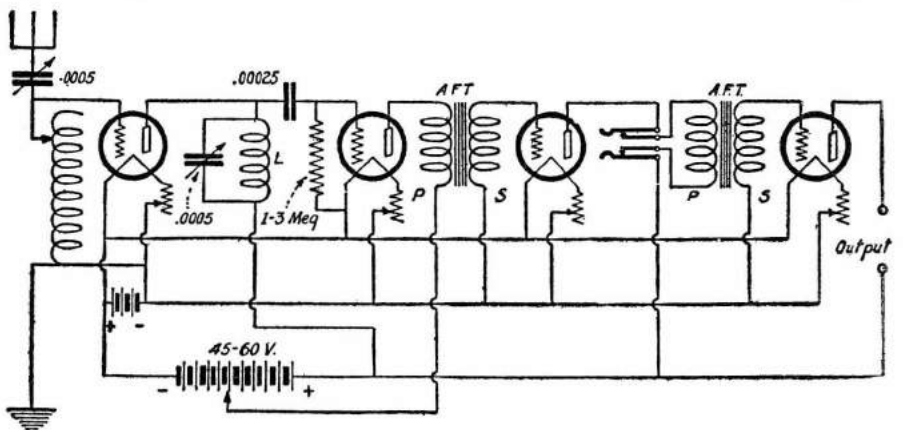 .0005
.00025
A.F.T.
A.F.T.
L
.0005
1-3 Meg
P
S
P
S
Output
+ -
45-60 V.
- +